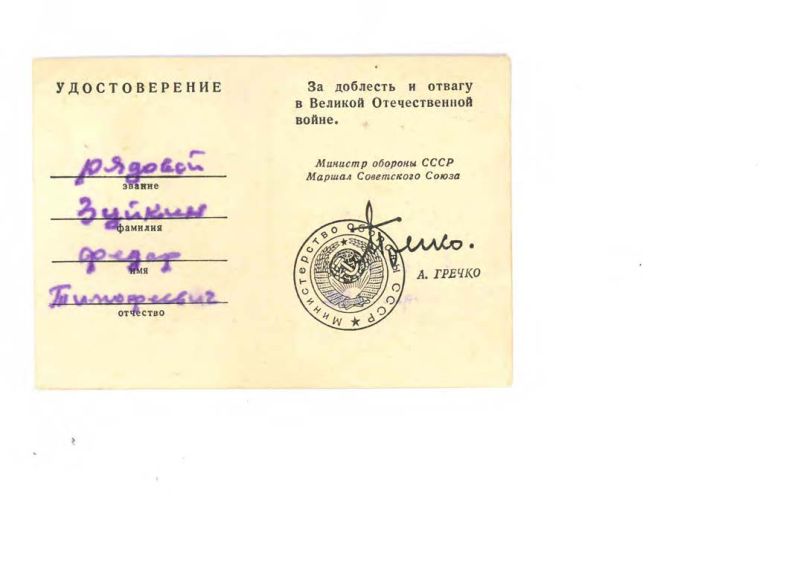 УДОСТОВЕРЕНИЕ
рядовой
звание
Зуйкин
фамилия
Федор
имя
Тимофеевич
отчество
За доблесть и отвагу
в Великой Отечественной
войне.
Министр обороны СССР
Маршал Советского Союза
Министерство Обороны СССР
Гречко.
А. ГРЕЧКО